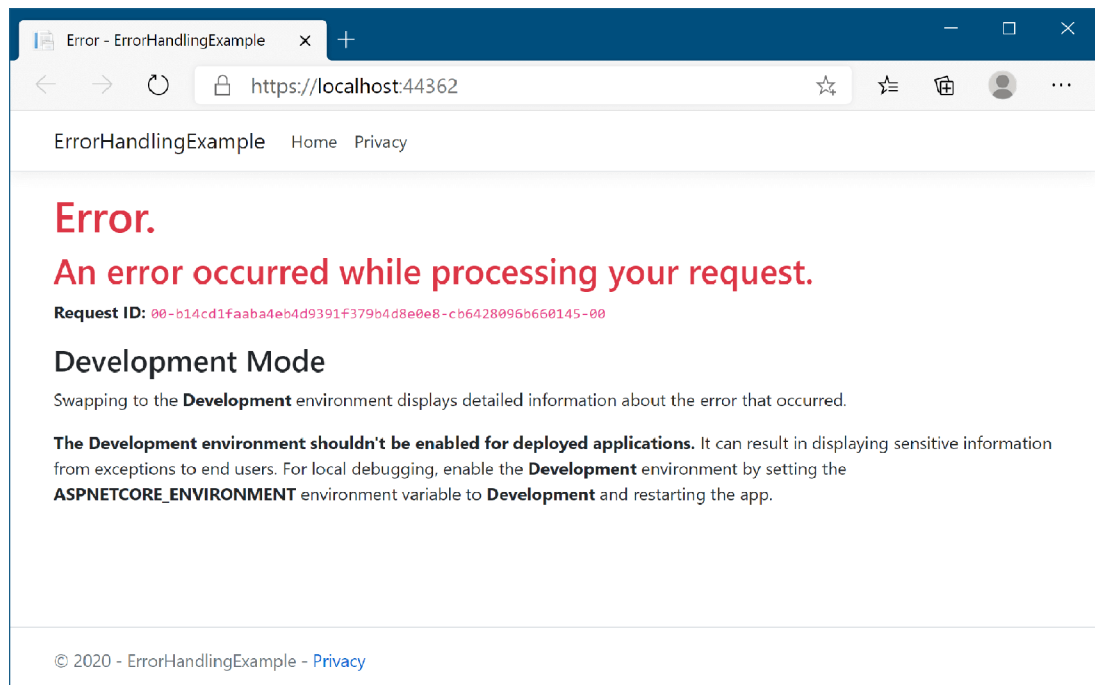 Error - ErrorHandlingExample
https://localhost:44362
ErrorHandlingExample Home Privacy
Error.
An error occurred while processing your request.
Request ID: 00-b14cd1faaba4eb4d9391f379b4d8e0e8-cb6428096b660145-00
Development Mode
Swapping to the Development environment displays detailed information about the error that occurred.
The Development environment shouldn't be enabled for deployed applications. It can result in displaying sensitive information
from exceptions to end users. For local debugging, enable the Development environment by setting the
ASPNETCORE_ENVIRONMENT environment variable to Development and restarting the app.
© 2020 - ErrorHandlingExample - Privacy